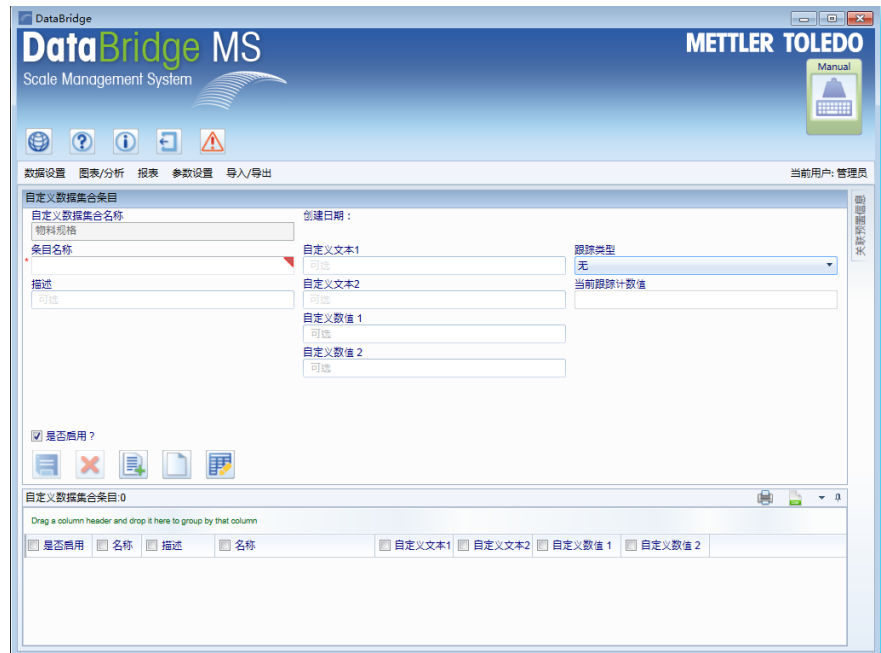 DataBridge
DataBridge MS
METTLER TOLEDO
Scale Management System
Manual
数据设置 图表/分析 报表 参数设置 导入/导出 当前用户: 管理员
自定义数据集合条目
关联预置信息
自定义数据集合名称 创建日期：
物料规格
条目名称 自定义文本1 跟踪类型
* 可选 无
描述 自定义文本2 当前跟踪计数值
可选 可选
自定义数值 1
可选
自定义数值 2
可选
是否启用？
自定义数据集合条目:0
Drag a column header and drop it here to group by that column
是否启用 名称 描述 名称 自定义文本1 自定义文本2 自定义数值 1 自定义数值 2